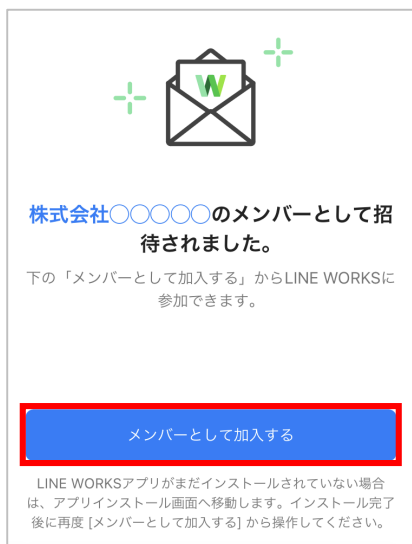 W
株式会社〇〇〇〇〇のメンバーとして招
待されました。
下の「メンバーとして加入する」からLINE WORKSに
参加できます。
メンバーとして加入する
LINE WORKSアプリがまだインストールされていない場合
は、アプリインストール画面へ移動します。インストール完了
後に再度 [メンバーとして加入する] から操作してください。